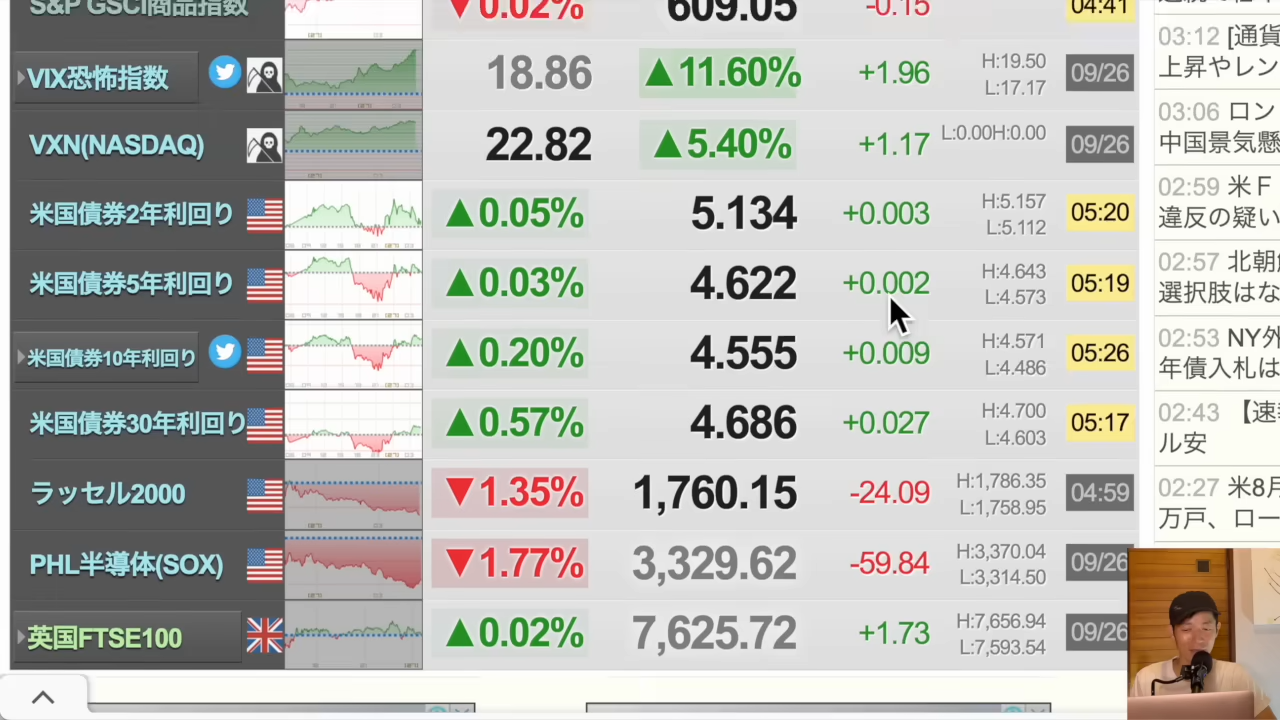 S&P GSCI商品指数 ▼0.02% 609.05 -0.15 04:41
VIX恐怖指数 18.86 ▲11.60% +1.96 H:19.50 L:17.17 09/26
VXN(NASDAQ) 22.82 ▲5.40% +1.17 L:0.00H:0.00 09/26
米国債券2年利回り ▲0.05% 5.134 +0.003 H:5.157 L:5.112 05:20
米国債券5年利回り ▲0.03% 4.622 +0.002 H:4.643 L:4.573 05:19
米国債券10年利回り ▲0.20% 4.555 +0.009 H:4.571 L:4.486 05:26
米国債券30年利回り ▲0.57% 4.686 +0.027 H:4.700 L:4.603 05:17
ラッセル2000 ▼1.35% 1,760.15 -24.09 H:1,786.35 L:1,758.95 04:59
PHL半導体(SOX) ▼1.77% 3,329.62 -59.84 H:3,370.04 L:3,314.50 09/26
英国FTSE100 ▲0.02% 7,625.72 +1.73 H:7,656.94 L:7,593.54 09/26
03:12 [通貨
上昇やレン
03:06 ロン
中国景気懸
02:59 米F
違反の疑い
02:57 北朝
選択肢はな
02:53 NY外
年債入札は
02:43 【速
ル安
02:27 米8月
万戸、ロー